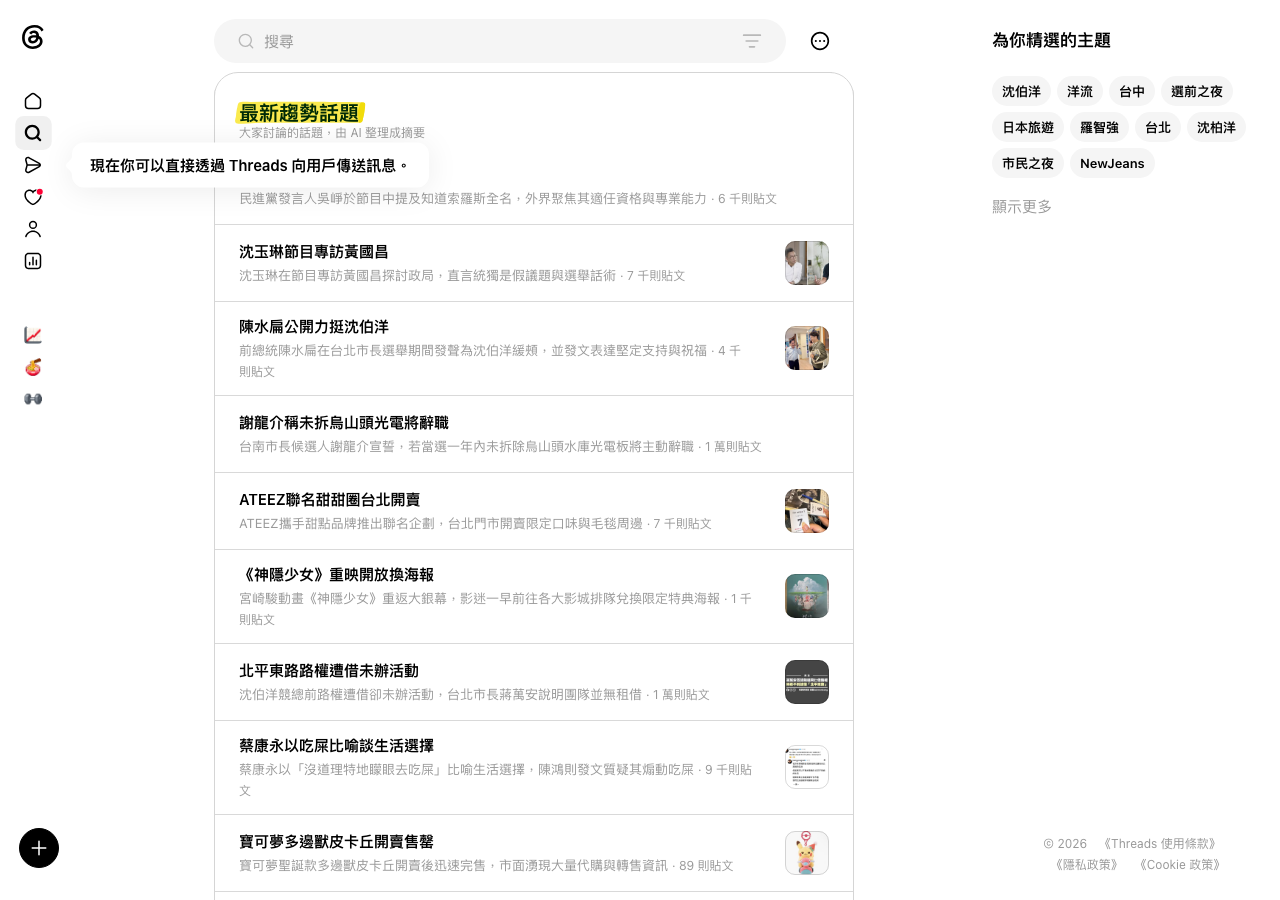 搜尋
最新趨勢話題
大家討論的話題，由 AI 整理成摘要
現在你可以直接透過 Threads 向用戶傳送訊息。
民進黨發言人吳崢於節目中提及知道索羅斯全名，外界聚焦其適任資格與專業能力 · 6 千則貼文
沈玉琳節目專訪黃國昌
沈玉琳在節目專訪黃國昌探討政局，直言統獨是假議題與選舉話術 · 7 千則貼文
陳水扁公開力挺沈伯洋
前總統陳水扁在台北市長選舉期間發聲為沈伯洋緩頰，並發文表達堅定支持與祝福 · 4 千
則貼文
謝龍介稱未拆烏山頭光電將辭職
台南市長候選人謝龍介宣誓，若當選一年內未拆除烏山頭水庫光電板將主動辭職 · 1 萬則貼文
ATEEZ聯名甜甜圈台北開賣
ATEEZ攜手甜點品牌推出聯名企劃，台北門市開賣限定口味與毛毯周邊 · 7 千則貼文
《神隱少女》重映開放換海報
宮崎駿動畫《神隱少女》重返大銀幕，影迷一早前往各大影城排隊兌換限定特典海報 · 1 千
則貼文
北平東路路權遭借未辦活動
沈伯洋競總前路權遭借卻未辦活動，台北市長蔣萬安說明團隊並無租借 · 1 萬則貼文
蔡康永以吃屎比喻談生活選擇
蔡康永以「沒道理特地矇眼去吃屎」比喻生活選擇，陳鴻則發文質疑其煽動吃屎 · 9 千則貼
文
寶可夢多邊獸皮卡丘開賣售罄
寶可夢聖誕款多邊獸皮卡丘開賣後迅速完售，市面湧現大量代購與轉售資訊 · 89 則貼文
為你精選的主題
沈伯洋 洋流 台中 選前之夜
日本旅遊 羅智強 台北 沈柏洋
市民之夜 NewJeans
顯示更多
© 2026 《Threads 使用條款》
《隱私政策》 《Cookie 政策》